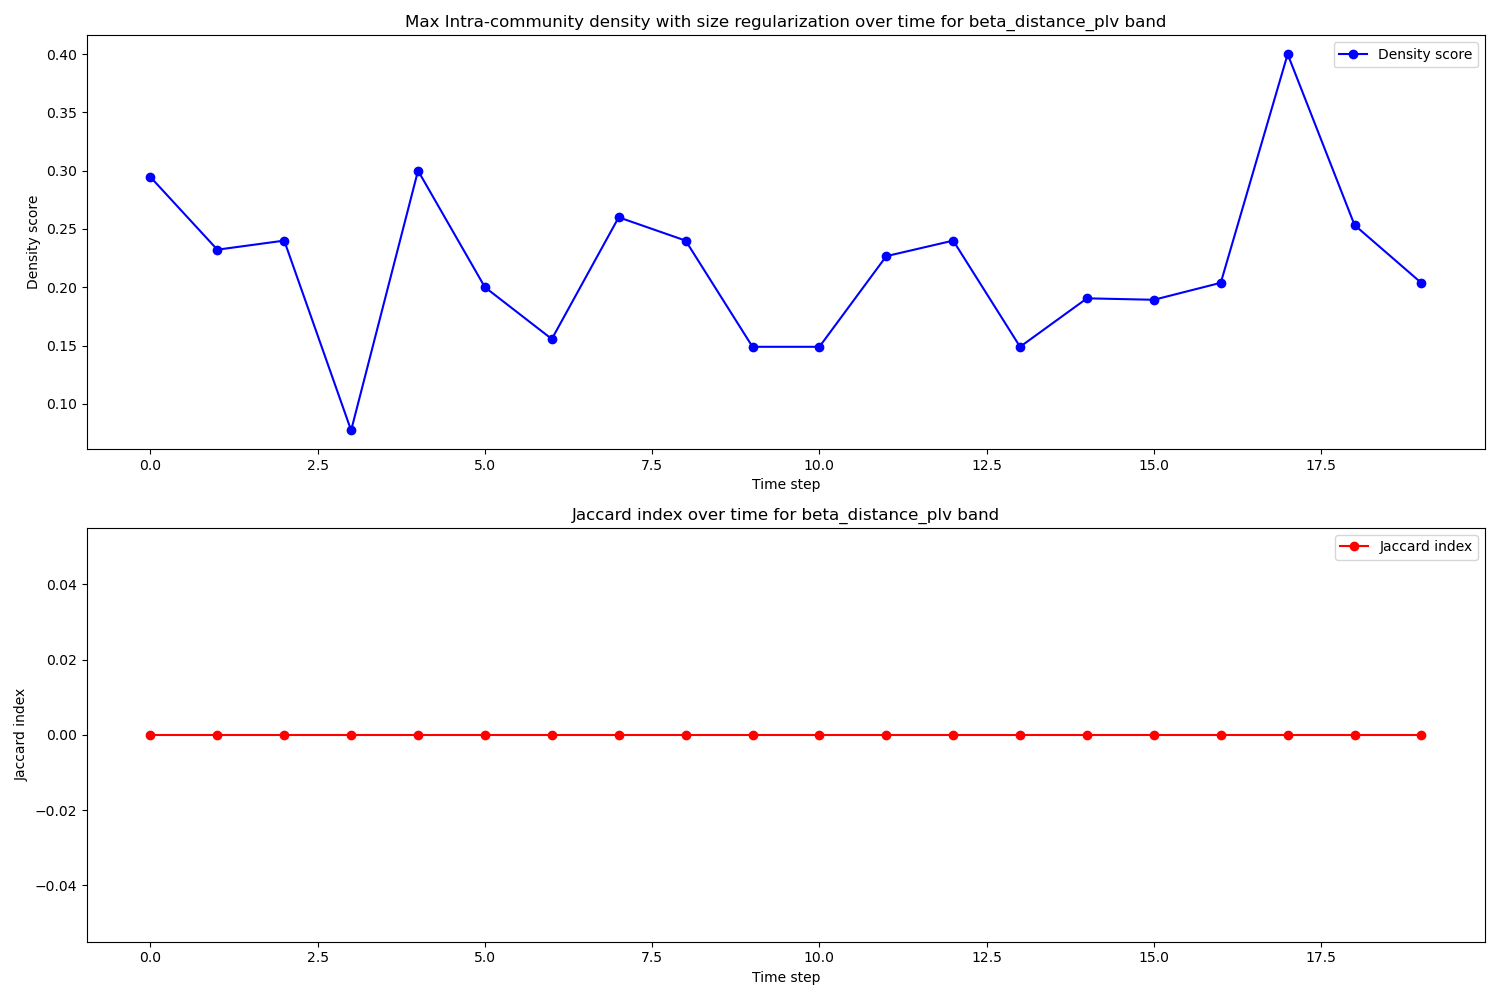 Max Intra-community density with size regularization over time for beta_distance_plv band
Density score
0.40
0.35
0.30
0.25
0.20
0.15
0.10
Density score
0.0 2.5 5.0 7.5 10.0 12.5 15.0 17.5
Time step
Jaccard index over time for beta_distance_plv band
Jaccard index
0.04
0.02
0.00
−0.02
−0.04
Jaccard index
0.0 2.5 5.0 7.5 10.0 12.5 15.0 17.5
Time step